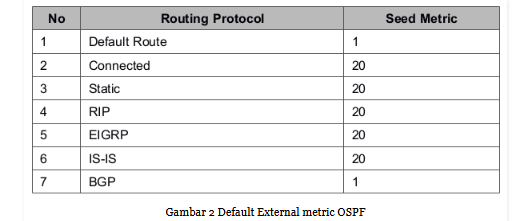 No Routing Protocol Seed Metric
1 Default Route 1
2 Connected 20
3 Static 20
4 RIP 20
5 EIGRP 20
6 IS-IS 20
7 BGP 1
Gambar 2 Default External metric OSPF